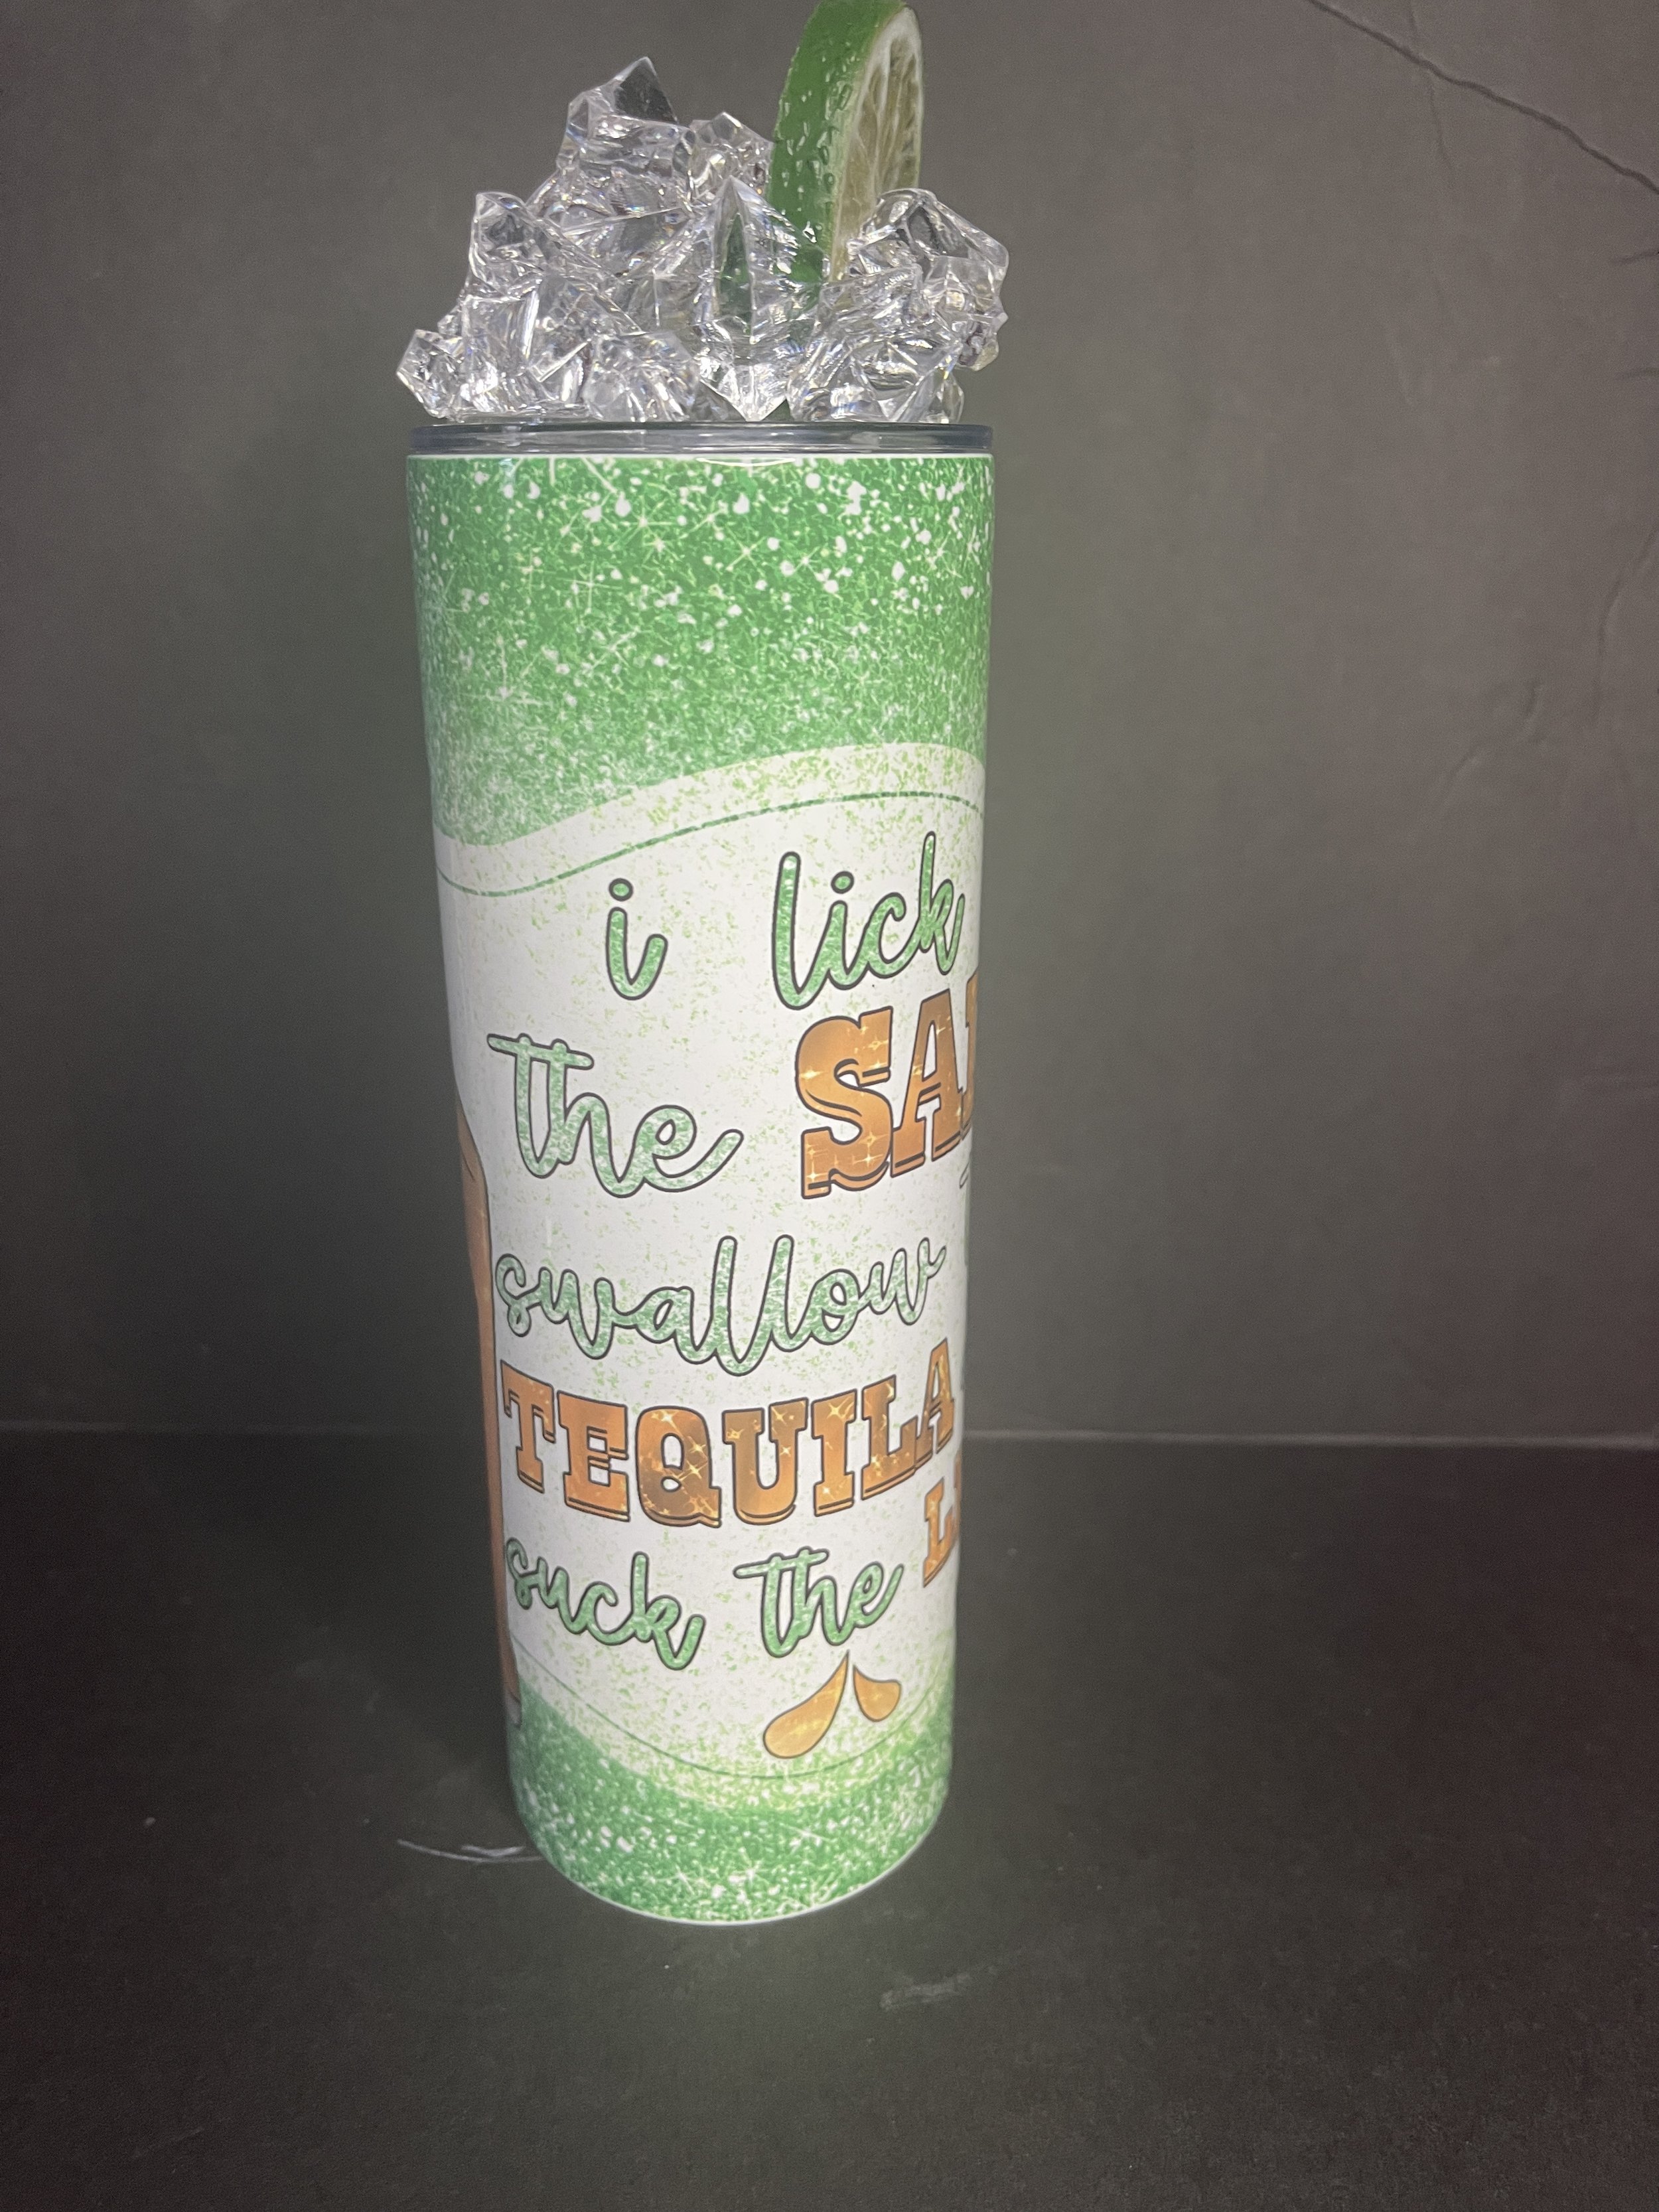 i lick
the SA
swallow
TEQUILA
suck the L